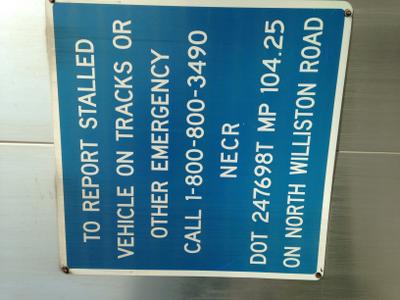 TO REPORT STALLED
VEHICLE ON TRACKS OR
OTHER EMERGENCY
CALL 1-800-800-3490
NECR
DOT 247698T MP 104.25
ON NORTH WILLISTON ROAD